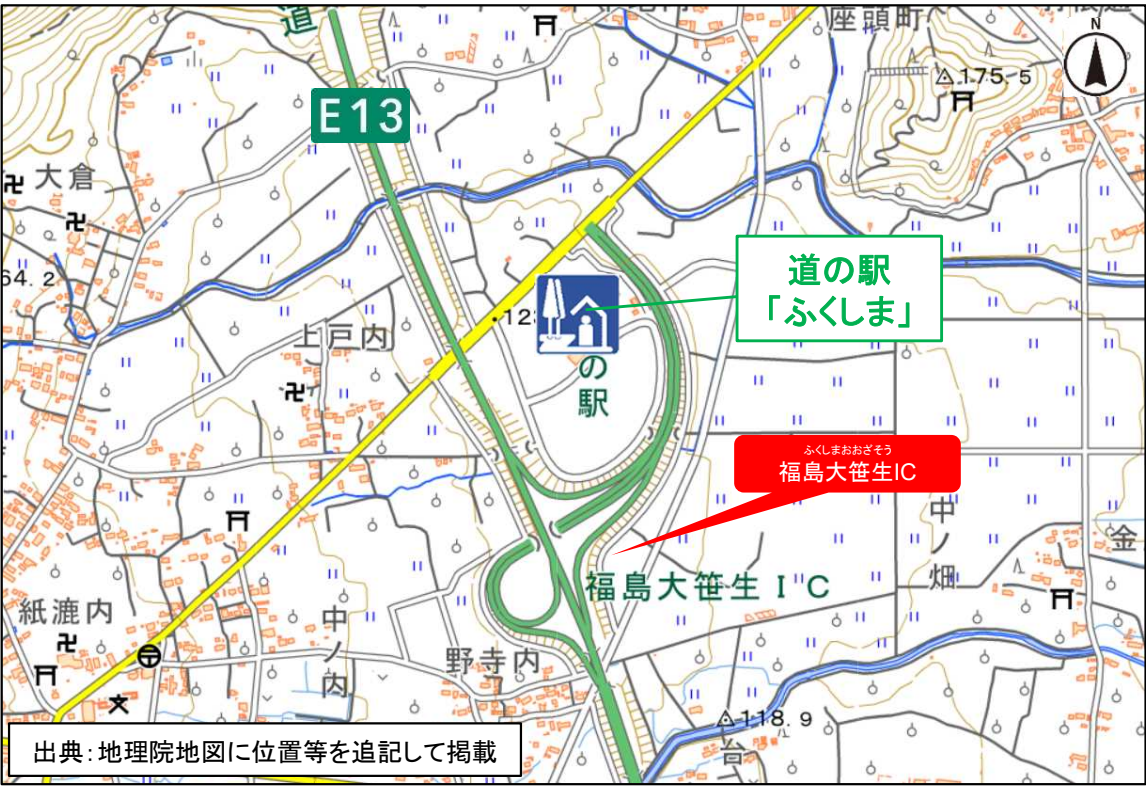 道
座頭町
N
175.5
E13
大倉
64.2
道の駅
「ふくしま」
12
上戸内
の
駅
ふくしまおおざそう
福島大笹生IC
中ノ畑
金
福島大笹生IC
紙漉内
中ノ内
野寺内
118.9
台
出典:地理院地図に位置等を追記して掲載